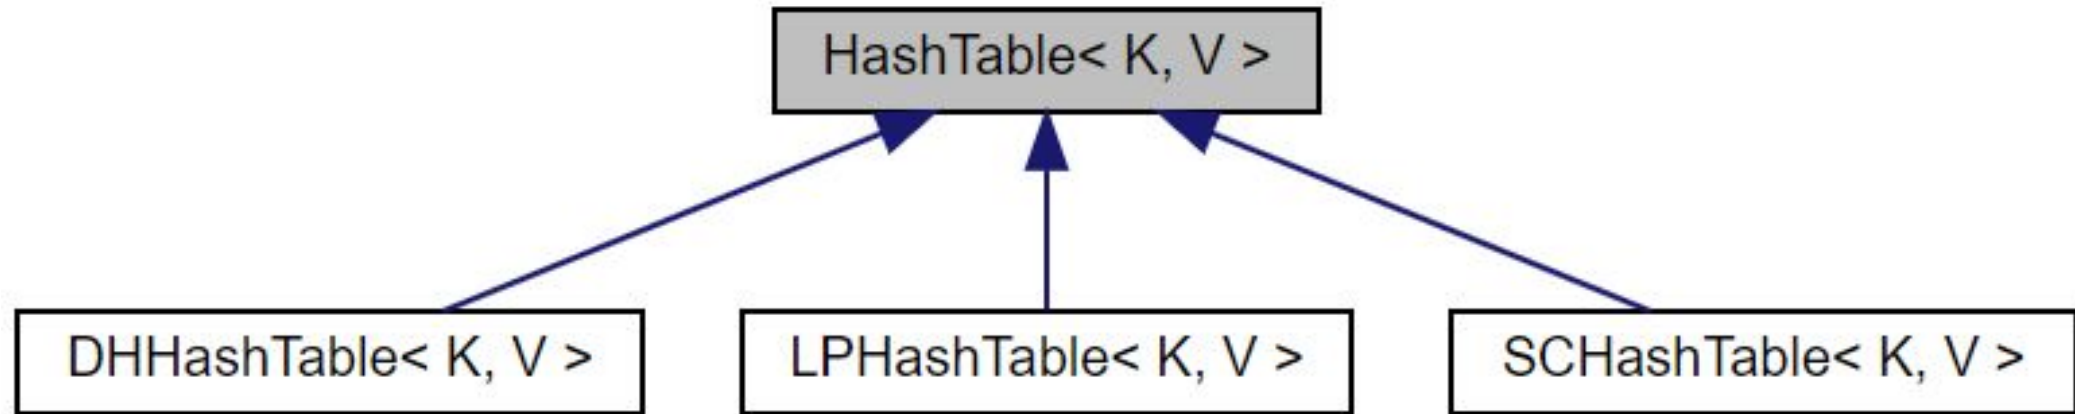 HashTable< K, V >
DHHashTable< K, V >
LPHashTable< K, V >
SCHashTable< K, V >